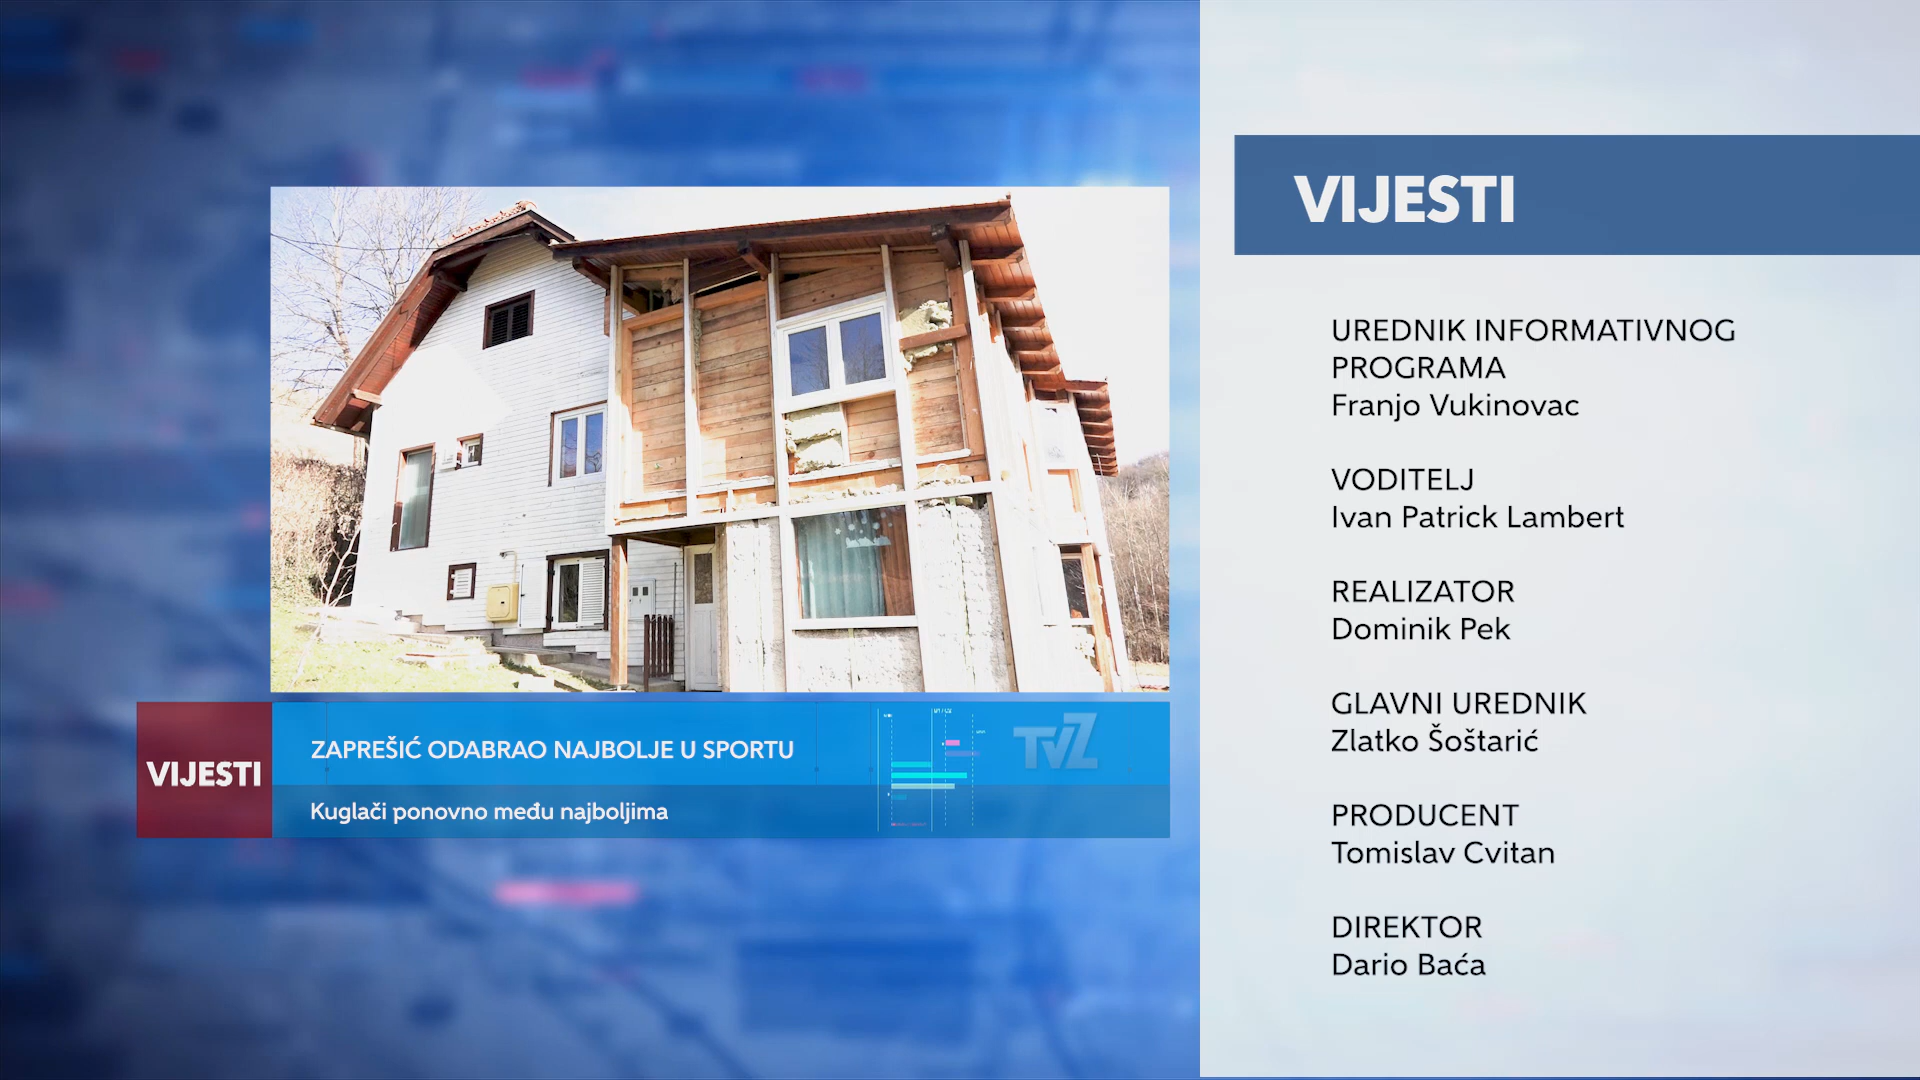 VIJESTI
ZAPREŠIĆ ODABRAO NAJBOLJE U SPORTU
Kuglači ponovno među najboljima
TVZ
VIJESTI
UREDNIK INFORMATIVNOG
PROGRAMA
Franjo Vukinovac
VODITELJ
Ivan Patrick Lambert
REALIZATOR
Dominik Pek
GLAVNI UREDNIK
Zlatko Šoštarić
PRODUCENT
Tomislav Cvitan
DIREKTOR
Dario Baća